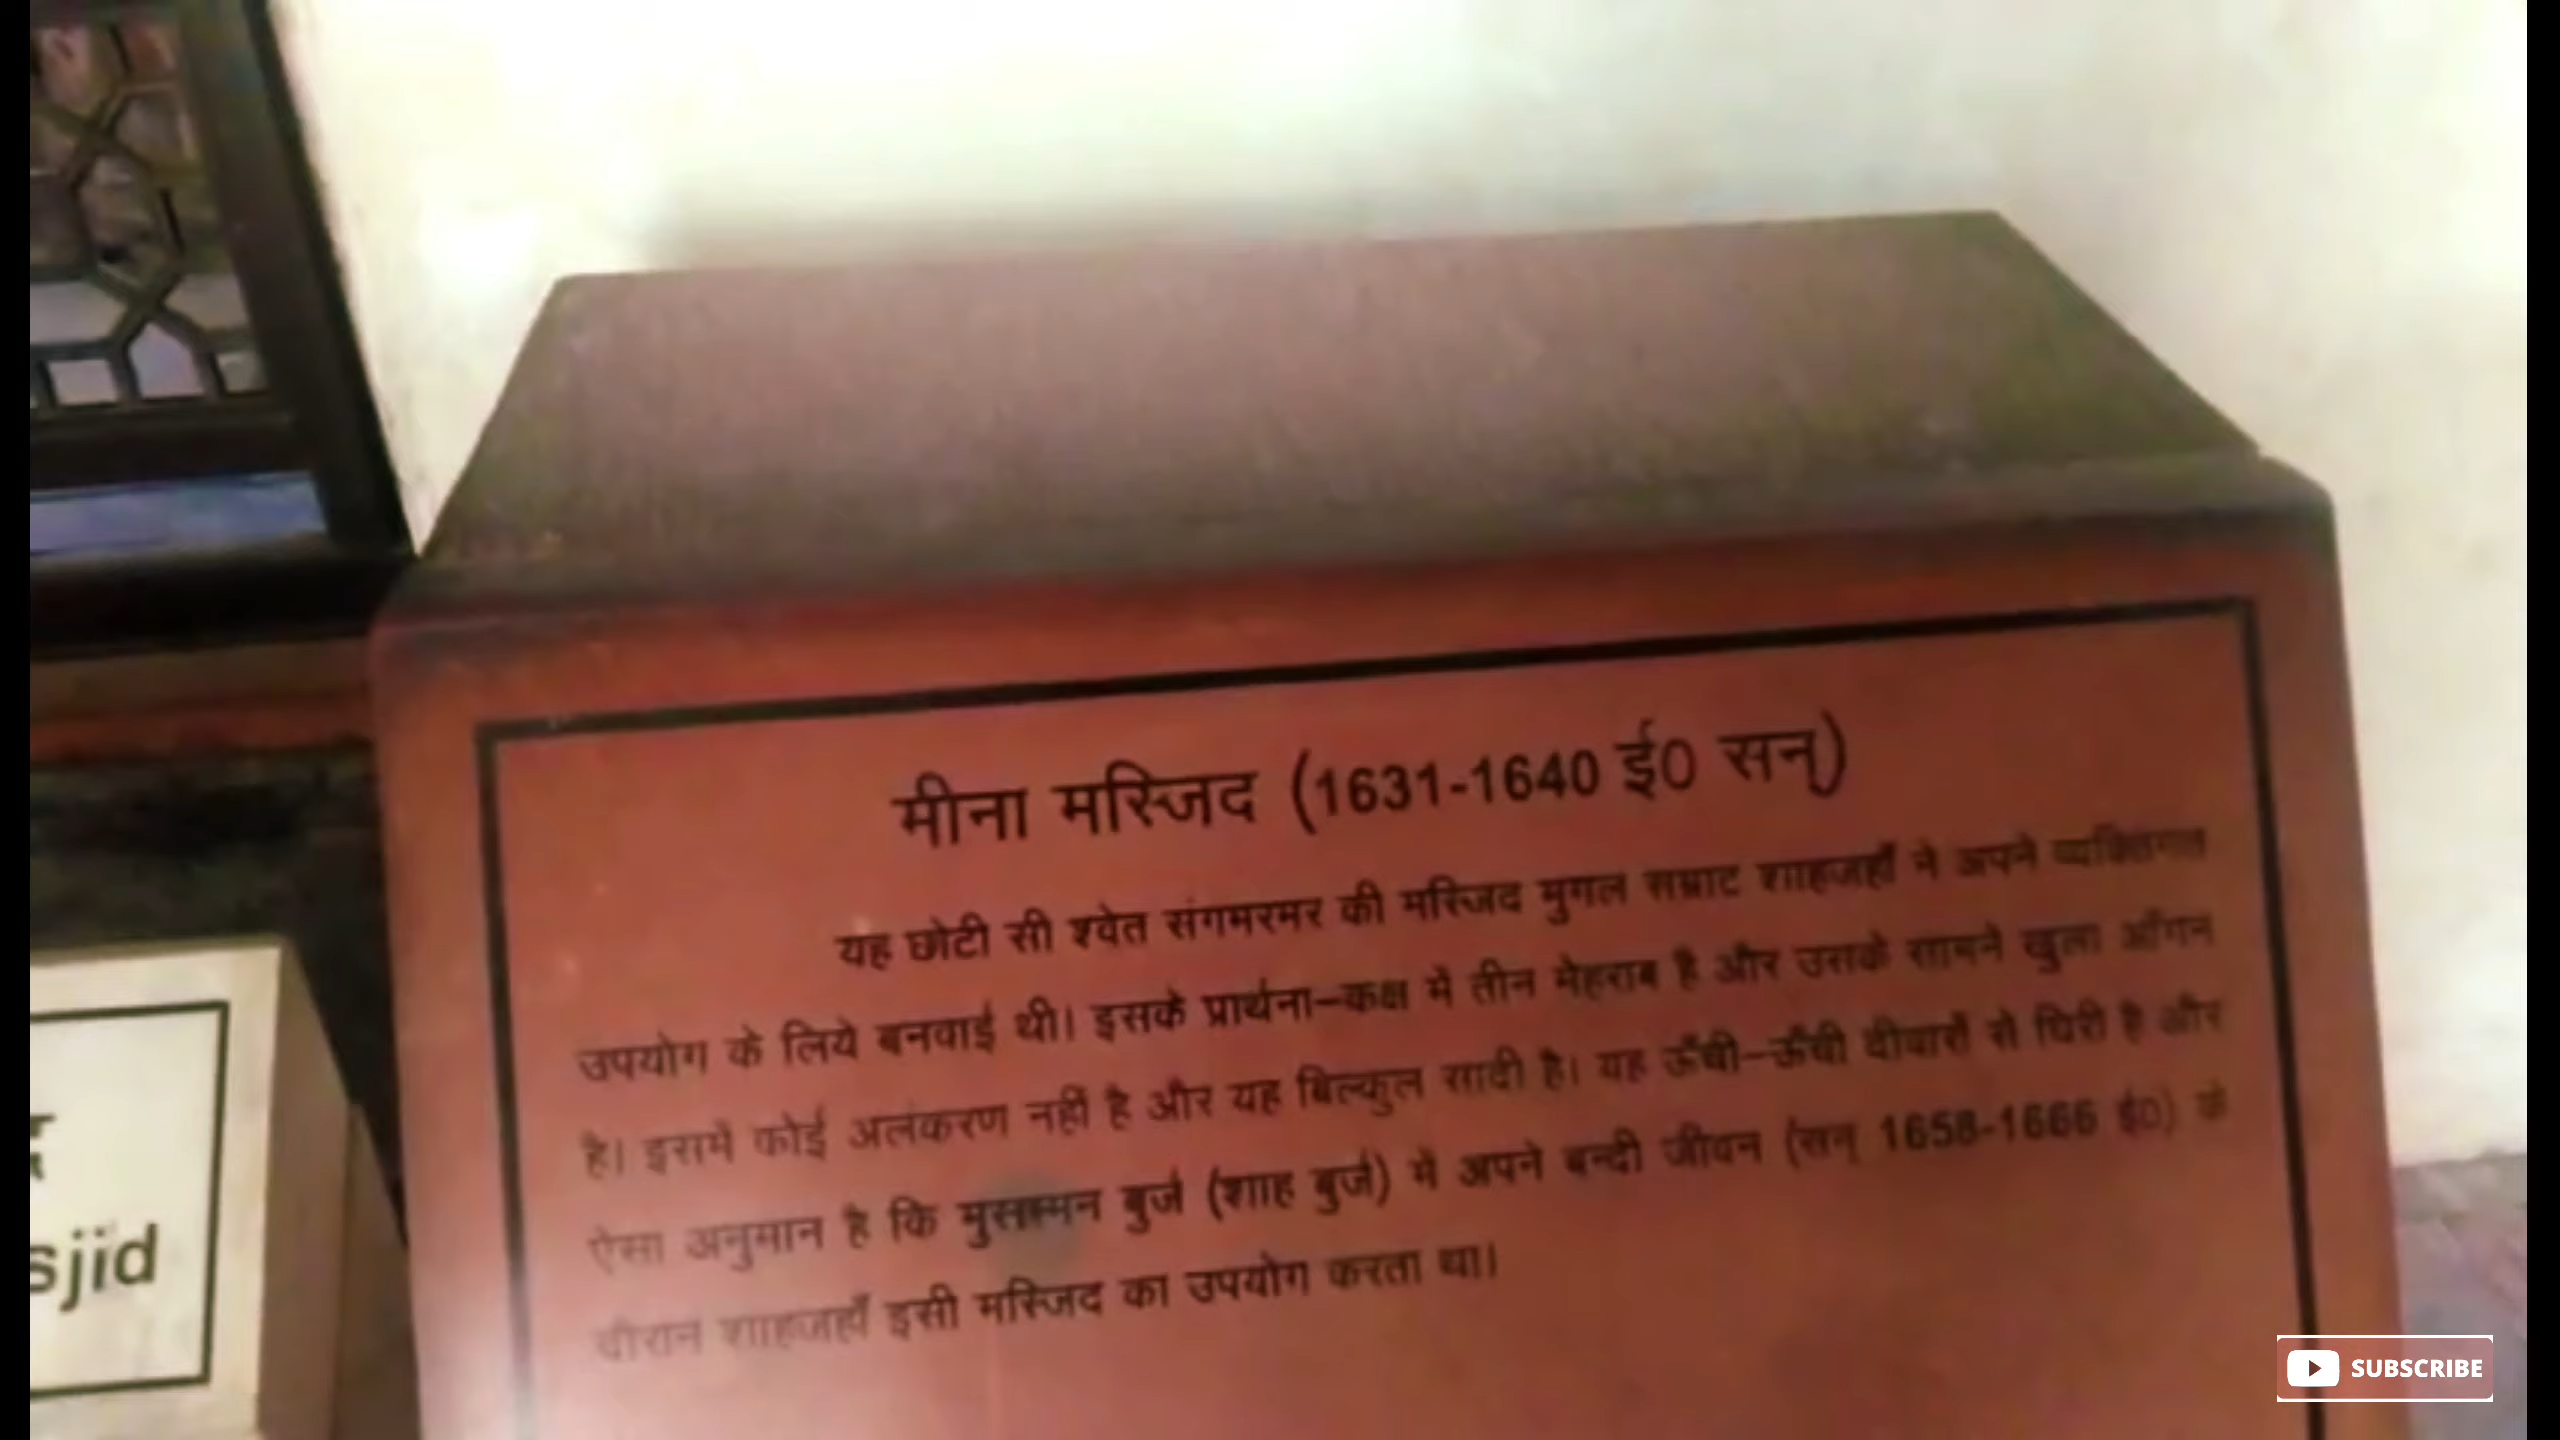 मीना मस्जिद (1631-1640 ई0 सन्)
यह छोटी सी श्वेत संगमरमर की मस्जिद मुगल सम्राट शाहजहाँ ने अपने व्यक्तिगत
उपयोग के लिये बनवाई थी। इसके प्रार्थना–कक्ष में तीन मेहराब है और उसके सामने खुला आँगन
है। इसमें कोई अलंकरण नहीं है और यह बिल्कुल सादी है। यह ऊँची–ऊँची दीवारों से घिरी है और
ऐसा अनुमान है कि मुसम्मन बुर्ज (शाह बुर्ज) में अपने बन्दी जीवन (सन् 1658-1666 ई0) के
दौरान शाहजहाँ इसी मस्जिद का उपयोग करता था।
sjid
SUBSCRIBE